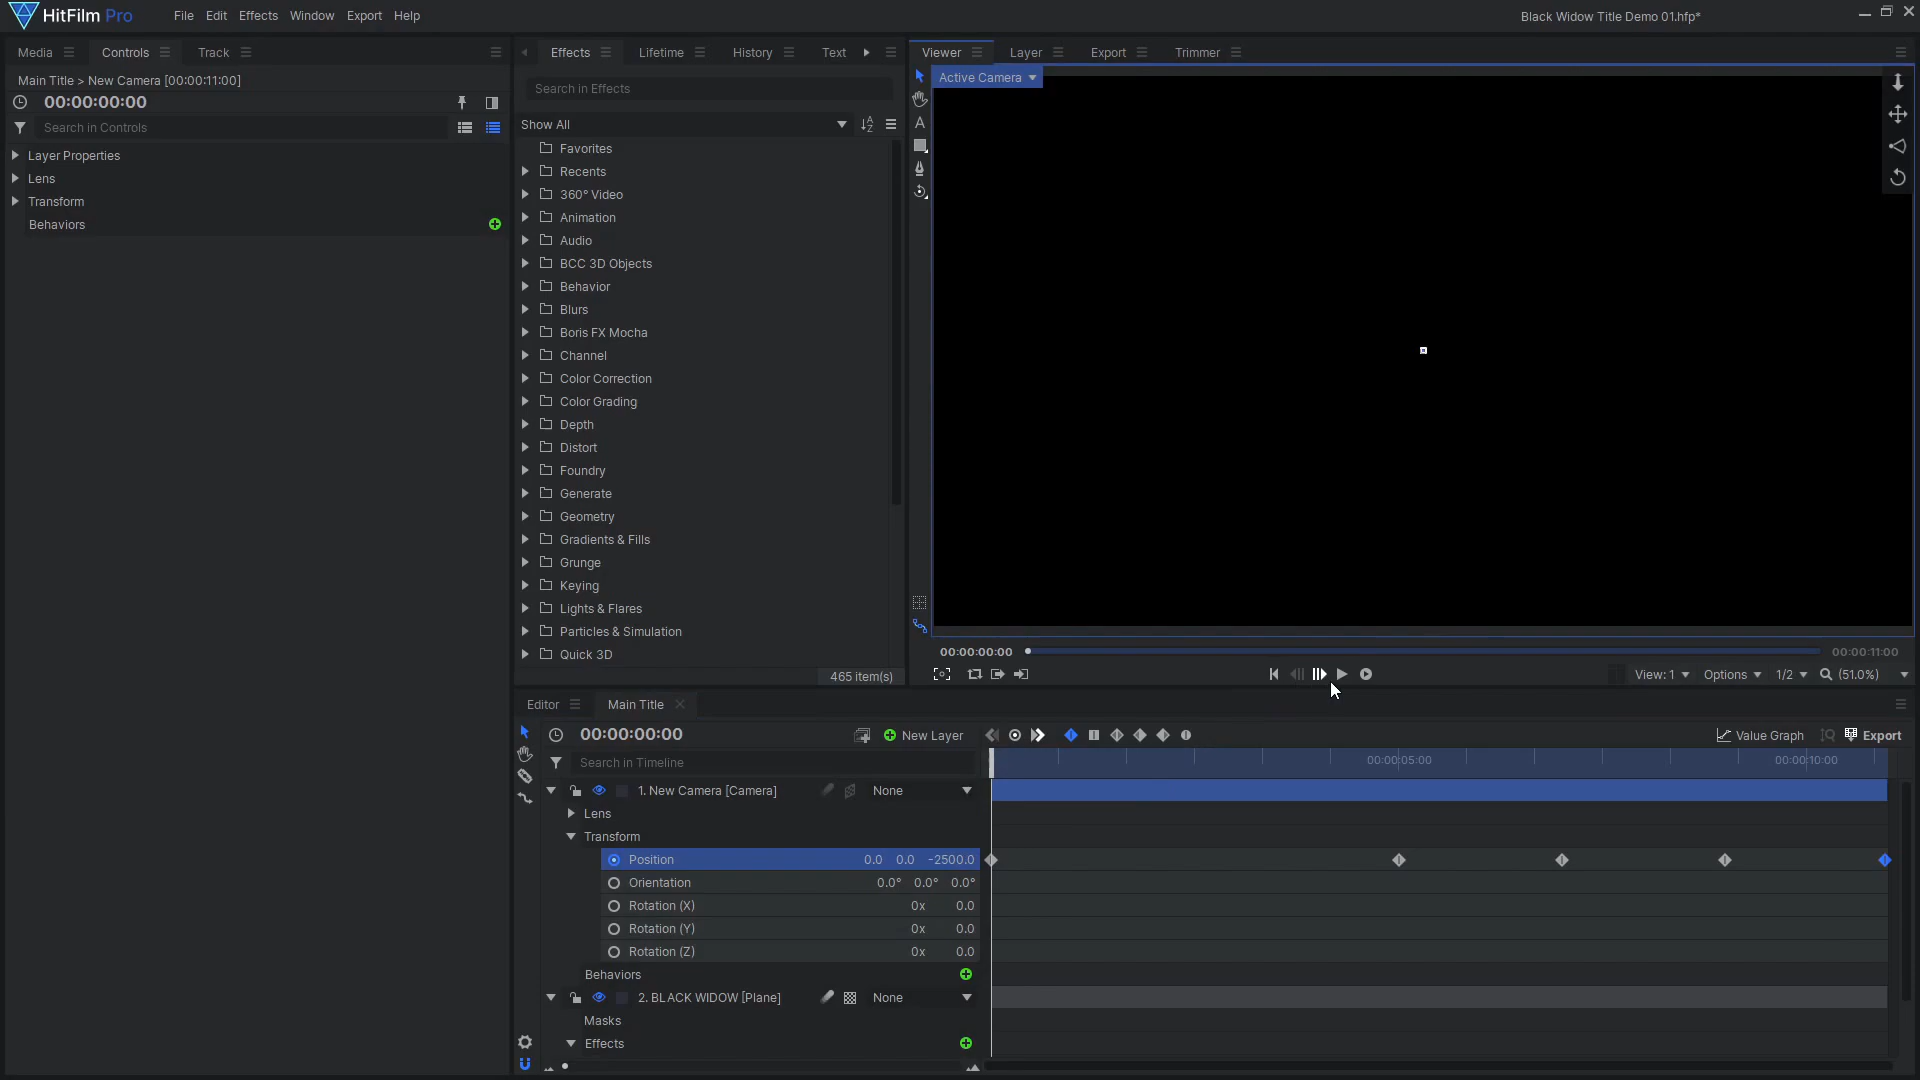 HitFilm Pro
File Edit Effects Window Export Help
Black Widow Title Demo 01.hfp*
Media Controls Track
Main Title > New Camera [00:00:11:00]
00:00:00:00
Search in Controls
Layer Properties
Lens
Transform
Behaviors
Effects Lifetime History Text
Search in Effects
Show All
Favorites
Recents
360° Video
Animation
Audio
BCC 3D Objects
Behavior
Blurs
Boris FX Mocha
Channel
Color Correction
Color Grading
Depth
Distort
Foundry
Generate
Geometry
Gradients & Fills
Grunge
Keying
Lights & Flares
Particles & Simulation
Quick 3D
465 item(s)
Viewer Layer Export Trimmer
Active Camera
00:00:00:00 00:00:11:00
View: 1 Options 1/2 (51.0%)
Editor Main Title
00:00:00:00 New Layer Value Graph Export
Search in Timeline 00:00:05:00 00:00:10:00
1. New Camera [Camera] None
Lens
Transform
Position 0.0 0.0 -2500.0
Orientation 0.0° 0.0° 0.0°
Rotation (X) 0x 0.0
Rotation (Y) 0x 0.0
Rotation (Z) 0x 0.0
Behaviors
2. BLACK WIDOW [Plane] None
Masks
Effects